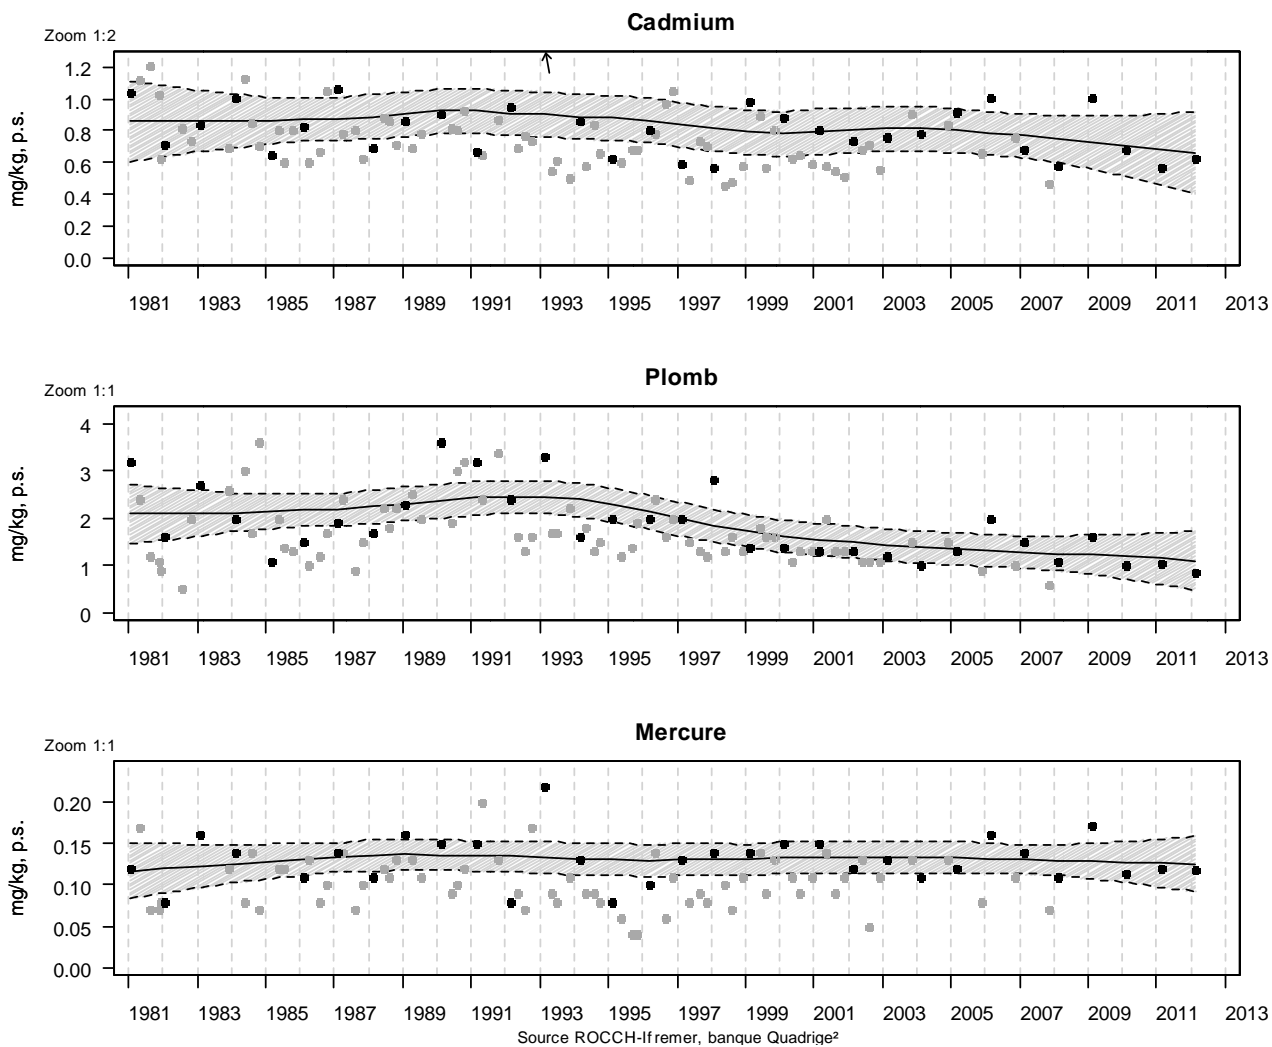 Cadmium
Zoom 1:2
mg/kg, p.s.
1.2
1.0
0.8
0.6
0.4
0.2
0.0
1981 1983 1985 1987 1989 1991 1993 1995 1997 1999 2001 2003 2005 2007 2009 2011 2013
Plomb
Zoom 1:1
mg/kg, p.s.
4
3
2
1
0
1981 1983 1985 1987 1989 1991 1993 1995 1997 1999 2001 2003 2005 2007 2009 2011 2013
Mercure
Zoom 1:1
mg/kg, p.s.
0.20
0.15
0.10
0.05
0.00
1981 1983 1985 1987 1989 1991 1993 1995 1997 1999 2001 2003 2005 2007 2009 2011 2013
Source ROCCH-Ifremer, banque Quadrige²